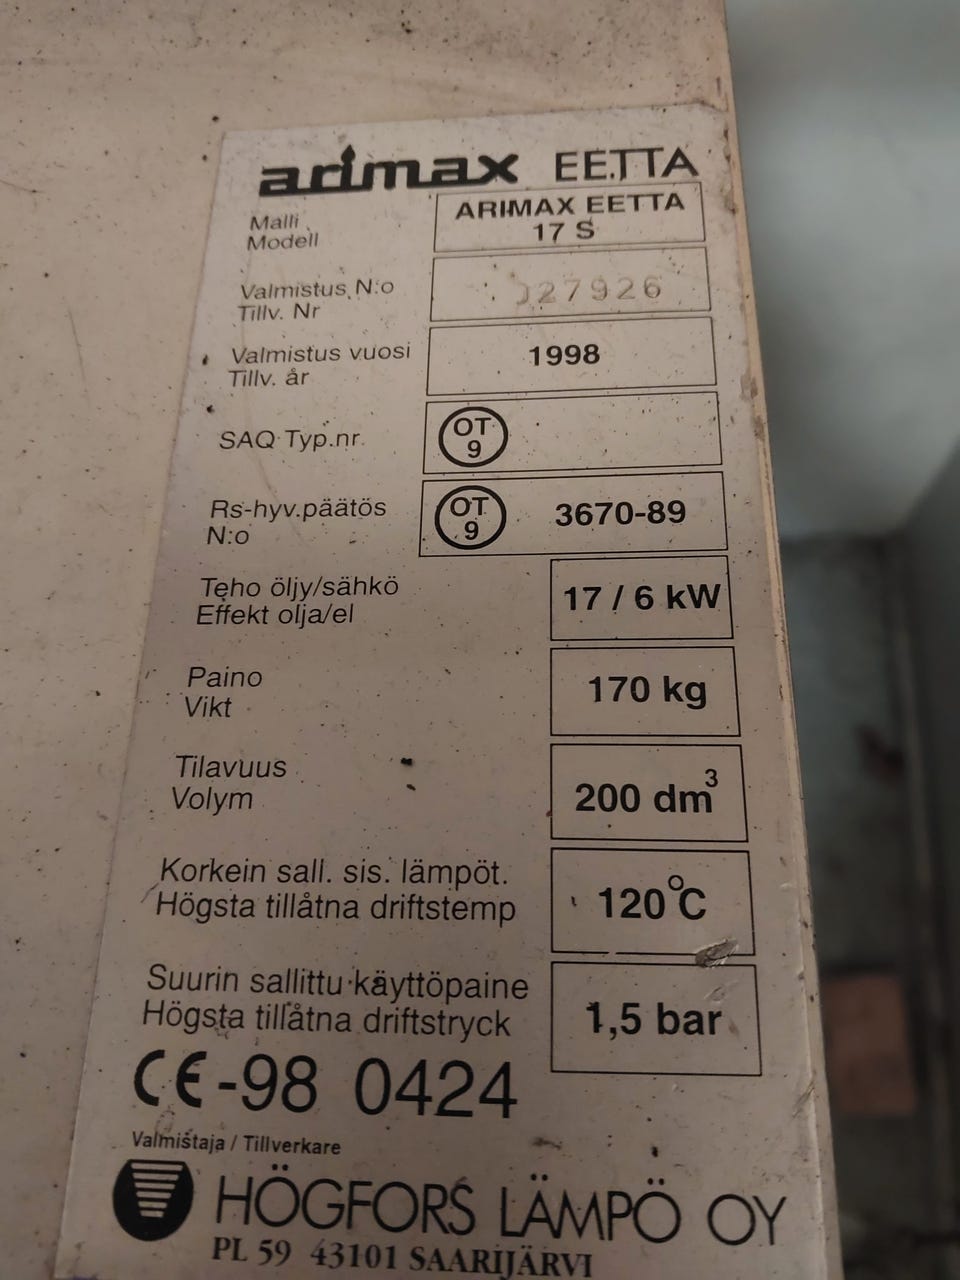 arimax EETTA
Malli
Modell
ARIMAX EETTA
17 S
Valmistus N:o
Tillv. Nr
27926
Valmistus vuosi
Tillv. år
1998
SAQ Typ.nr.
OT
9
Rs-hyv.päätös
N:o
OT
9
3670-89
Teho öljy/sähkö
Effekt olja/el
17 / 6 kW
Paino
Vikt
170 kg
Tilavuus
Volym
200 dm³
Korkein sall. sis. lämpöt.
Högsta tillåtna driftstemp
120°C
Suurin sallittu käyttöpaine
Högsta tillåtna driftstryck
1,5 bar
CE-98 0424
Valmistaja / Tillverkare
HÖGFORS LÄMPÖ OY
PL 59 43101 SAARIJÄRVI